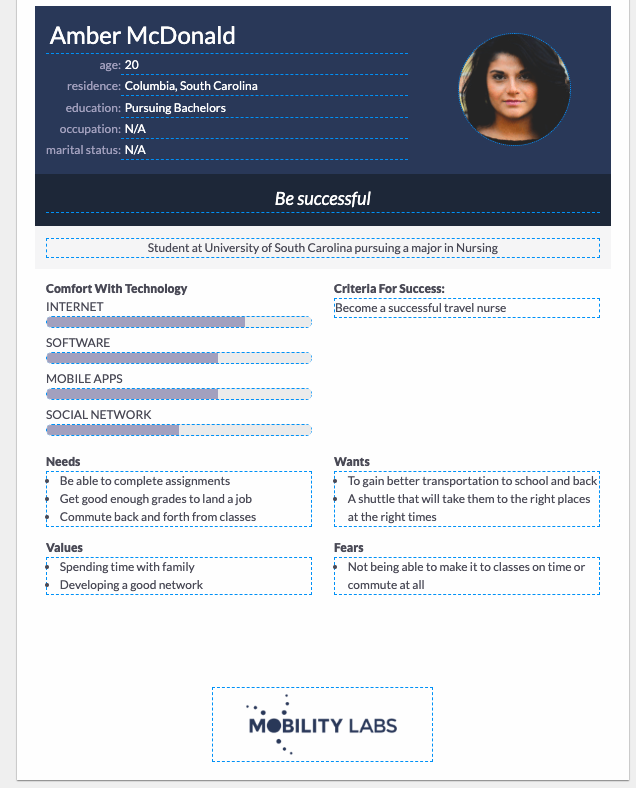 Amber McDonald
age: 20
residence: Columbia, South Carolina
education: Pursuing Bachelors
occupation: N/A
marital status: N/A
Be successful
Student at University of South Carolina pursuing a major in Nursing
Comfort With Technology
INTERNET
SOFTWARE
MOBILE APPS
SOCIAL NETWORK
Criteria For Success:
Become a successful travel nurse
Needs
Be able to complete assignments
Get good enough grades to land a job
Commute back and forth from classes
Wants
To gain better transportation to school and back
A shuttle that will take them to the right places
at the right times
Values
Spending time with family
Developing a good network
Fears
Not being able to make it to classes on time or
commute at all
MOBILITY LABS